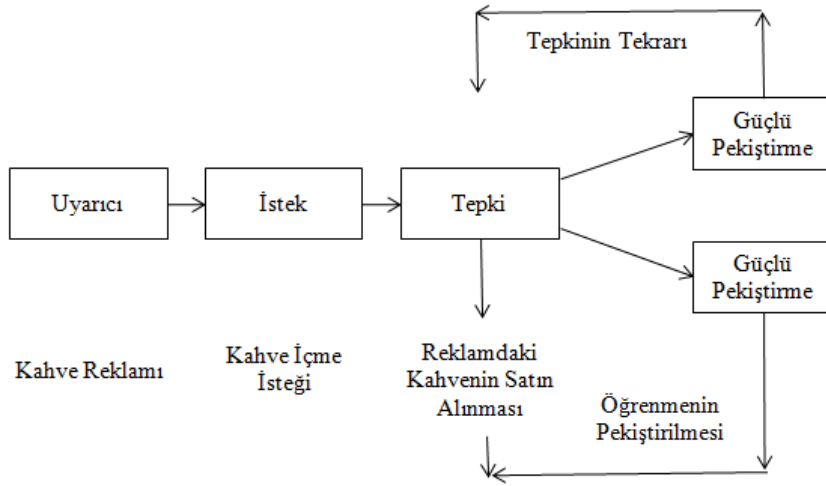 Tepkinin Tekrarı
Güçlü
Pekiştirme
Uyarıcı
İstek
Tepki
Güçlü
Pekiştirme
Kahve Reklamı
Kahve İçme
İsteği
Reklamdaki
Kahvenin Satın
Alınması
Öğrenmenin
Pekiştirilmesi